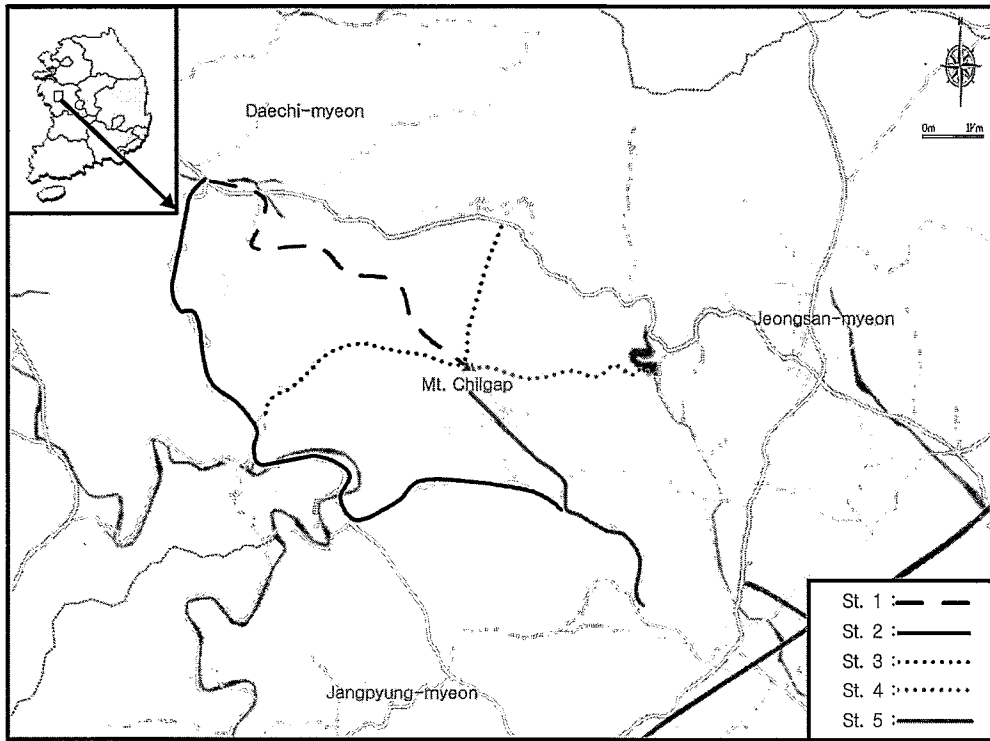 N
Daechi-myeon
0m 1km
Jeongsan-myeon
Mt. Chilgap
Jangpyung-myeon
St. 1 :
St. 2 :
St. 3 :
St. 4 :
St. 5 :